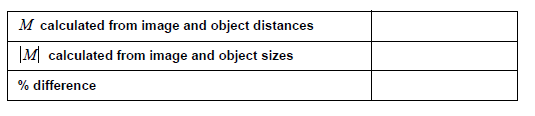 M calculated from image and object distances
|M| calculated from image and object sizes
% difference